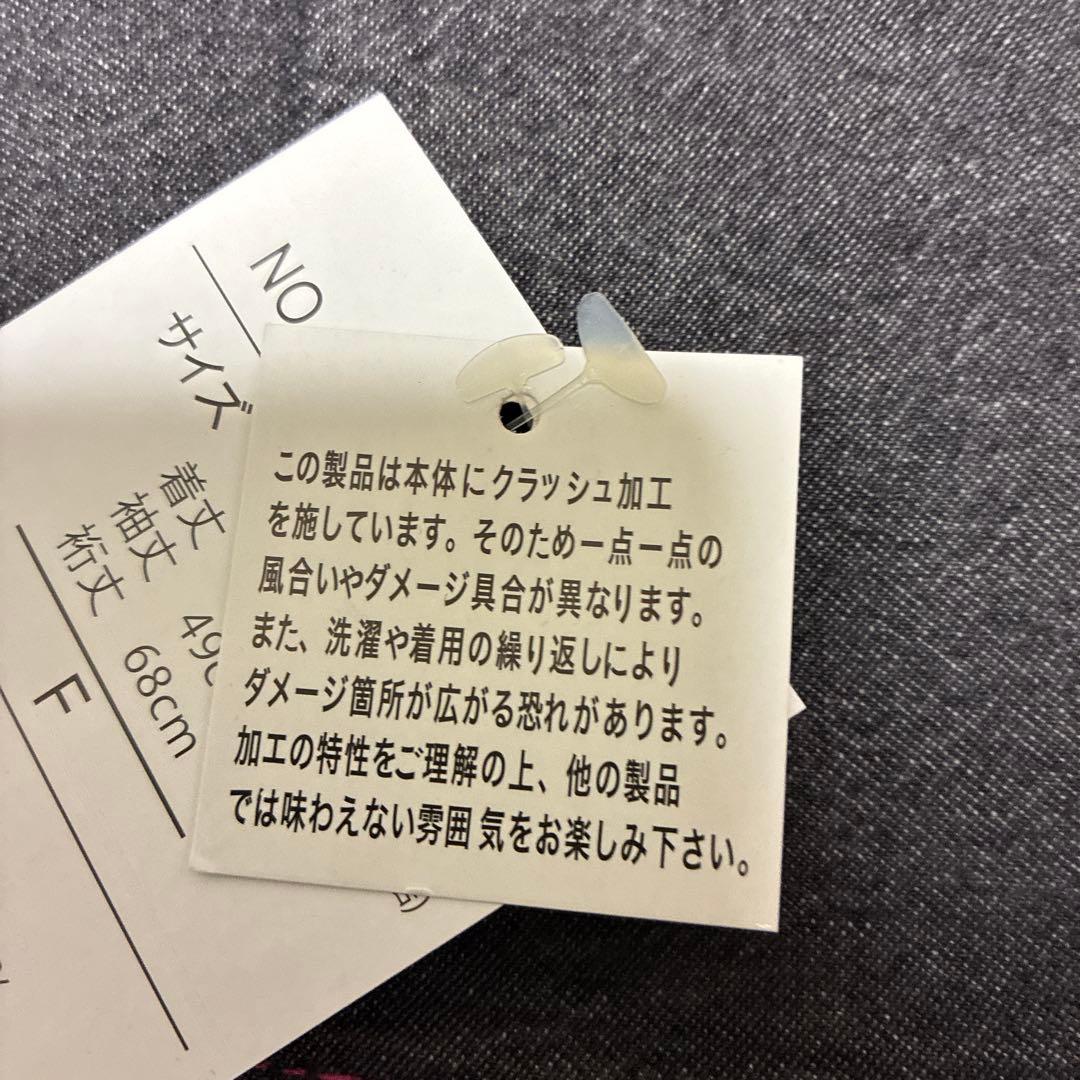 NO
サイズ
着丈
袖丈 49
裄丈 68cm
F
この製品は本体にクラッシュ加工
を施しています。そのため一点一点の
風合いやダメージ具合が異なります。
また、洗濯や着用の繰り返しにより
ダメージ箇所が広がる恐れがあります。
加工の特性をご理解の上、他の製品
では味わえない雰囲気をお楽しみ下さい。